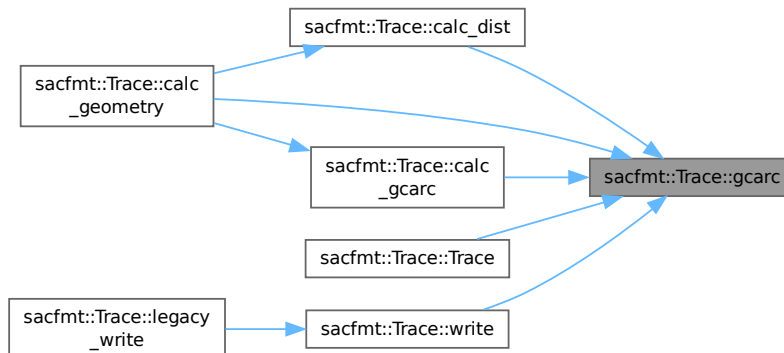 sacfmt::Trace::calc_dist
sacfmt::Trace::calc
_geometry
sacfmt::Trace::calc
_gcarc
sacfmt::Trace::gcarc
sacfmt::Trace::Trace
sacfmt::Trace::legacy
_write
sacfmt::Trace::write